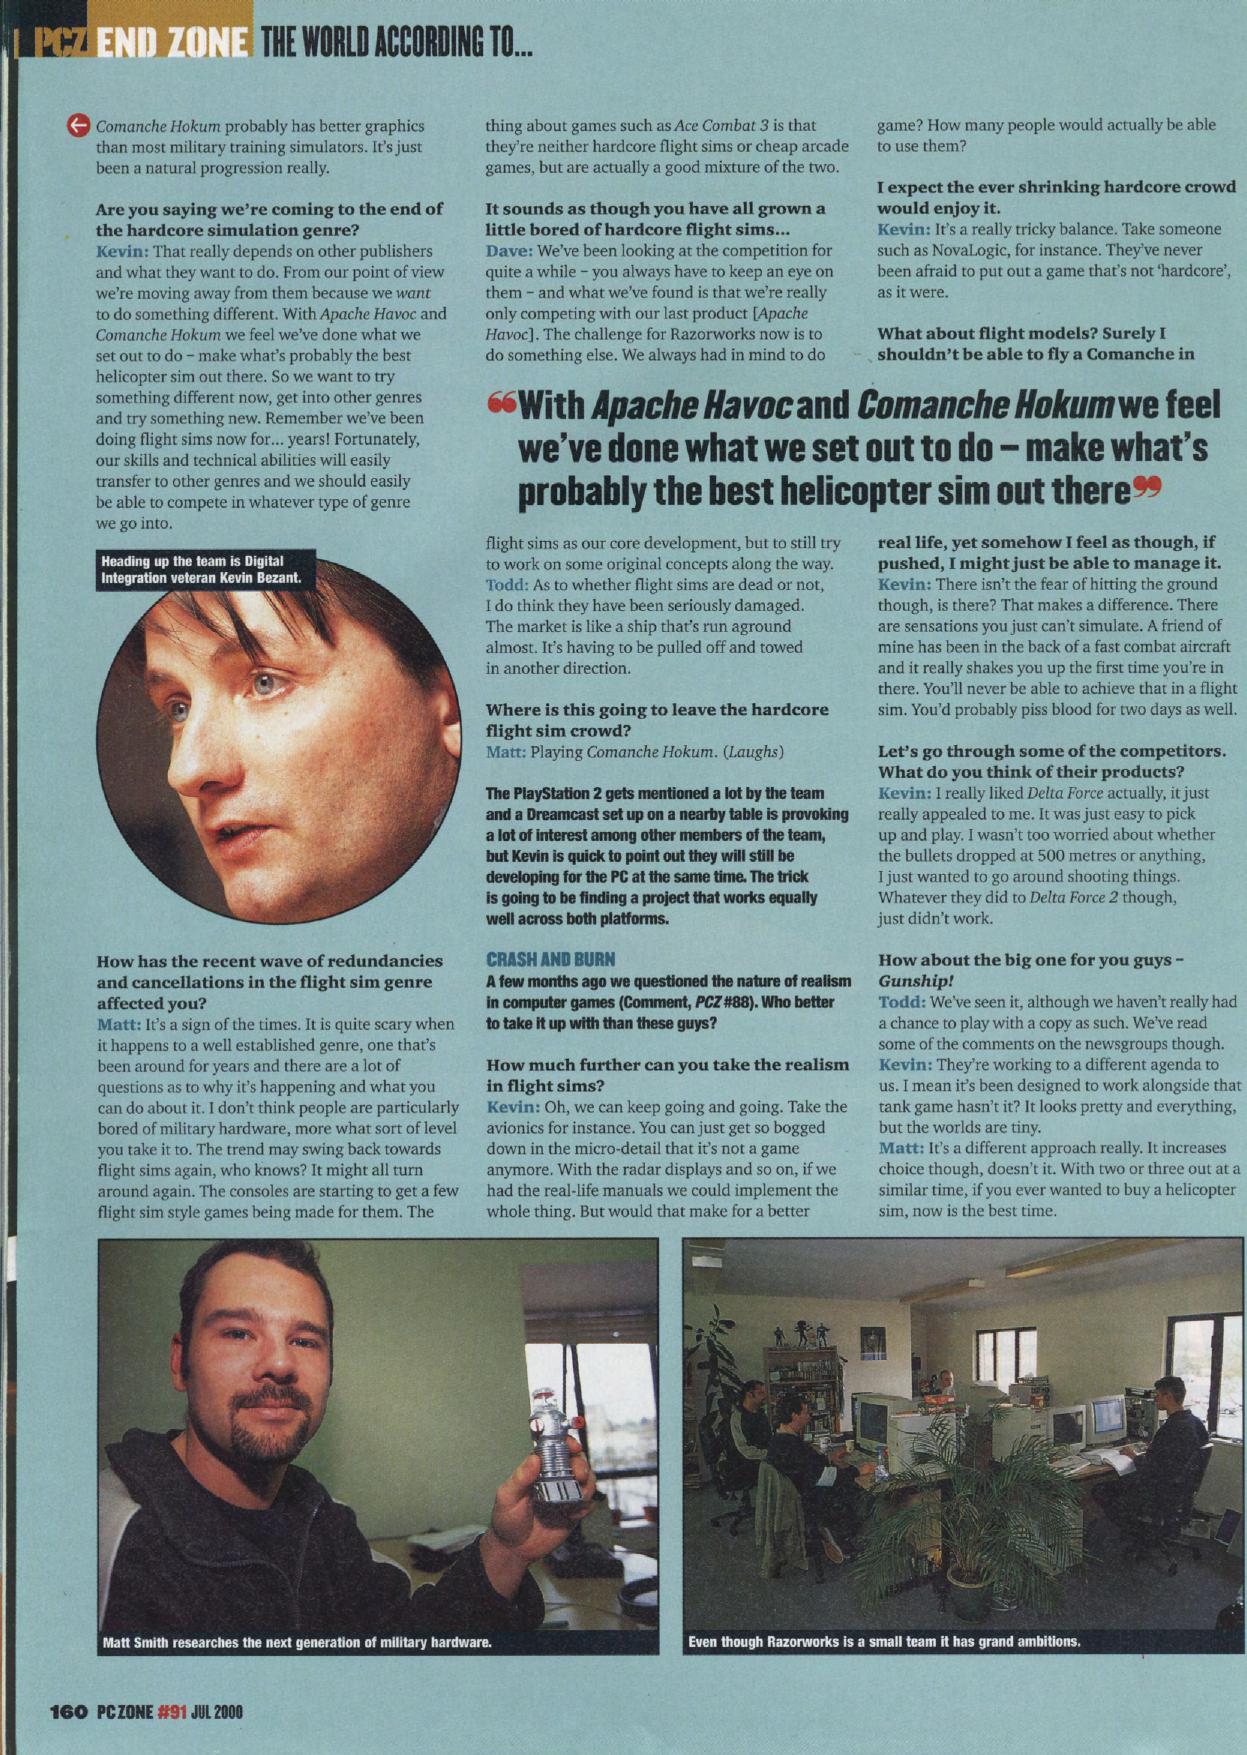 PCZ END ZONE THE WORLD ACCORDING TO...
Comanche Hokum probably has better graphics
than most military training simulators. It's just
been a natural progression really.
Are you saying we're coming to the end of
the hardcore simulation genre?
Kevin: That really depends on other publishers
and what they want to do. From our point of view
we're moving away from them because we want
to do something different. With Apache Havoc and
Comanche Hokum we feel we've done what we
set out to do – make what's probably the best
helicopter sim out there. So we want to try
something different now, get into other genres
and try something new. Remember we've been
doing flight sims now for... years! Fortunately,
our skills and technical abilities will easily
transfer to other genres and we should easily
be able to compete in whatever type of genre
we go into.
Heading up the team is Digital
Integration veteran Kevin Bezant.
How has the recent wave of redundancies
and cancellations in the flight sim genre
affected you?
Matt: It's a sign of the times. It is quite scary when
it happens to a well established genre, one that's
been around for years and there are a lot of
questions as to why it's happening and what you
can do about it. I don't think people are particularly
bored of military hardware, more what sort of level
you take it to. The trend may swing back towards
flight sims again, who knows? It might all turn
around again. The consoles are starting to get a few
flight sim style games being made for them. The
thing about games such as Ace Combat 3 is that
they're neither hardcore flight sims or cheap arcade
games, but are actually a good mixture of the two.
It sounds as though you have all grown a
little bored of hardcore flight sims...
Dave: We've been looking at the competition for
quite a while – you always have to keep an eye on
them – and what we've found is that we're really
only competing with our last product [Apache
Havoc]. The challenge for Razorworks now is to
do something else. We always had in mind to do
“With Apache Havoc and Comanche Hokum we feel
we've done what we set out to do – make what's
probably the best helicopter sim out there”
flight sims as our core development, but to still try
to work on some original concepts along the way.
Todd: As to whether flight sims are dead or not,
I do think they have been seriously damaged.
The market is like a ship that's run aground
almost. It's having to be pulled off and towed
in another direction.
Where is this going to leave the hardcore
flight sim crowd?
Matt: Playing Comanche Hokum. (Laughs)
The PlayStation 2 gets mentioned a lot by the team
and a Dreamcast set up on a nearby table is provoking
a lot of interest among other members of the team,
but Kevin is quick to point out they will still be
developing for the PC at the same time. The trick
is going to be finding a project that works equally
well across both platforms.
CRASH AND BURN
A few months ago we questioned the nature of realism
in computer games (Comment, PCZ #88). Who better
to take it up with than these guys?
How much further can you take the realism
in flight sims?
Kevin: Oh, we can keep going and going. Take the
avionics for instance. You can just get so bogged
down in the micro-detail that it's not a game
anymore. With the radar displays and so on, if we
had the real-life manuals we could implement the
whole thing. But would that make for a better
game? How many people would actually be able
to use them?
I expect the ever shrinking hardcore crowd
would enjoy it.
Kevin: It's a really tricky balance. Take someone
such as NovaLogic, for instance. They've never
been afraid to put out a game that's not 'hardcore',
as it were.
What about flight models? Surely I
shouldn't be able to fly a Comanche in
real life, yet somehow I feel as though, if
pushed, I might just be able to manage it.
Kevin: There isn't the fear of hitting the ground
though, is there? That makes a difference. There
are sensations you just can't simulate. A friend of
mine has been in the back of a fast combat aircraft
and it really shakes you up the first time you're in
there. You'll never be able to achieve that in a flight
sim. You'd probably piss blood for two days as well.
Let's go through some of the competitors.
What do you think of their products?
Kevin: I really liked Delta Force actually, it just
really appealed to me. It was just easy to pick
up and play. I wasn't too worried about whether
the bullets dropped at 500 metres or anything,
I just wanted to go around shooting things.
Whatever they did to Delta Force 2 though,
just didn't work.
How about the big one for you guys –
Gunship!
Todd: We've seen it, although we haven't really had
a chance to play with a copy as such. We've read
some of the comments on the newsgroups though.
Kevin: They're working to a different agenda to
us. I mean it's been designed to work alongside that
tank game hasn't it? It looks pretty and everything,
but the worlds are tiny.
Matt: It's a different approach really. It increases
choice though, doesn't it. With two or three out at a
similar time, if you ever wanted to buy a helicopter
sim, now is the best time.
Matt Smith researches the next generation of military hardware.
Even though Razorworks is a small team it has grand ambitions.
160 PCZONE #91 JUL 2000